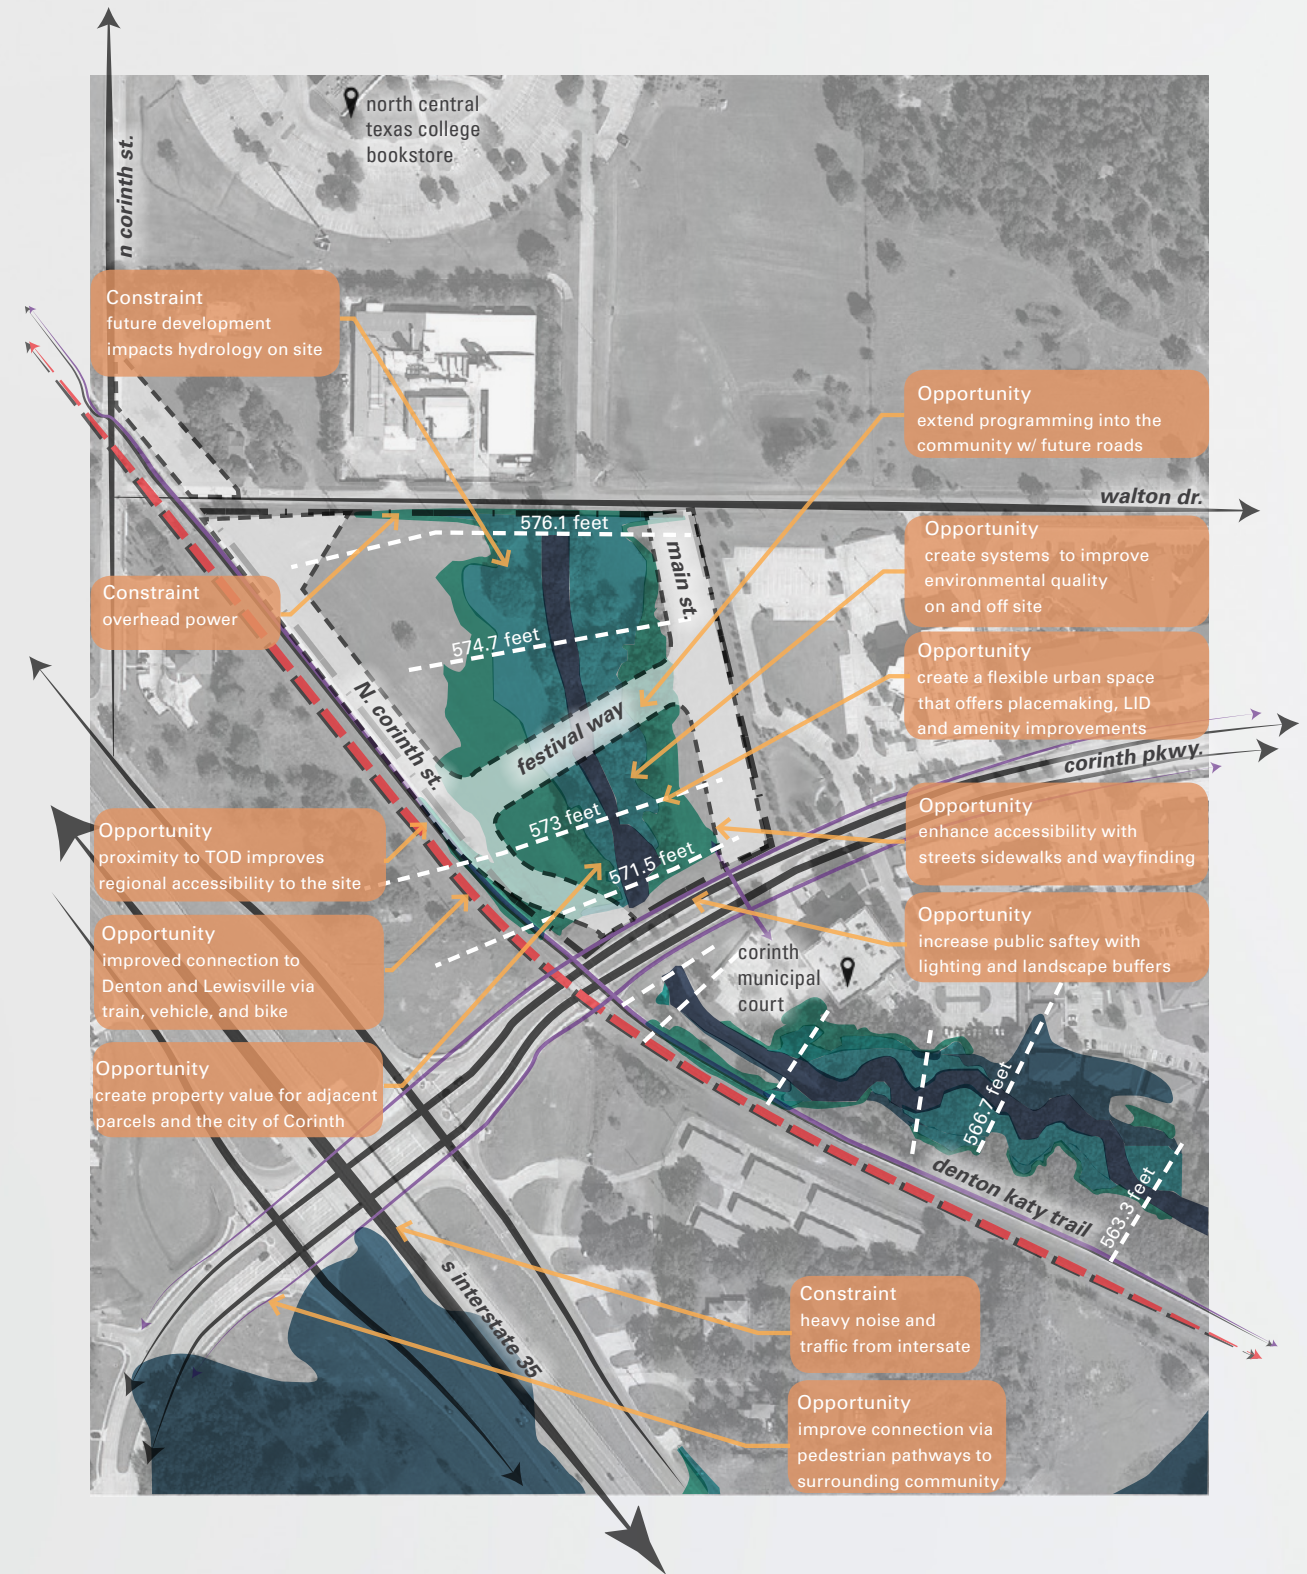 north central
texas college
bookstore
n corinth st.
Constraint
future development
impacts hydrology on site
Opportunity
extend programming into the
community w/ future roads
walton dr.
576.1 feet
main st.
Opportunity
create systems to improve
environmental quality
on and off site
Constraint
overhead power
574.7 feet
Opportunity
create a flexible urban space
that offers placemaking, LID
and amenity improvements
N. corinth st.
festival way
corinth pkwy.
Opportunity
enhance accessibility with
streets sidewalks and wayfinding
Opportunity
proximity to TOD improves
regional accessibility to the site
573 feet
571.5 feet
Opportunity
increase public saftey with
lighting and landscape buffers
Opportunity
improved connection to
Denton and Lewisville via
train, vehicle, and bike
corinth
municipal
court
Opportunity
create property value for adjacent
parcels and the city of Corinth
566.7 feet
denton katy trail
563.3 feet
s interstate 35
Constraint
heavy noise and
traffic from intersate
Opportunity
improve connection via
pedestrian pathways to
surrounding community